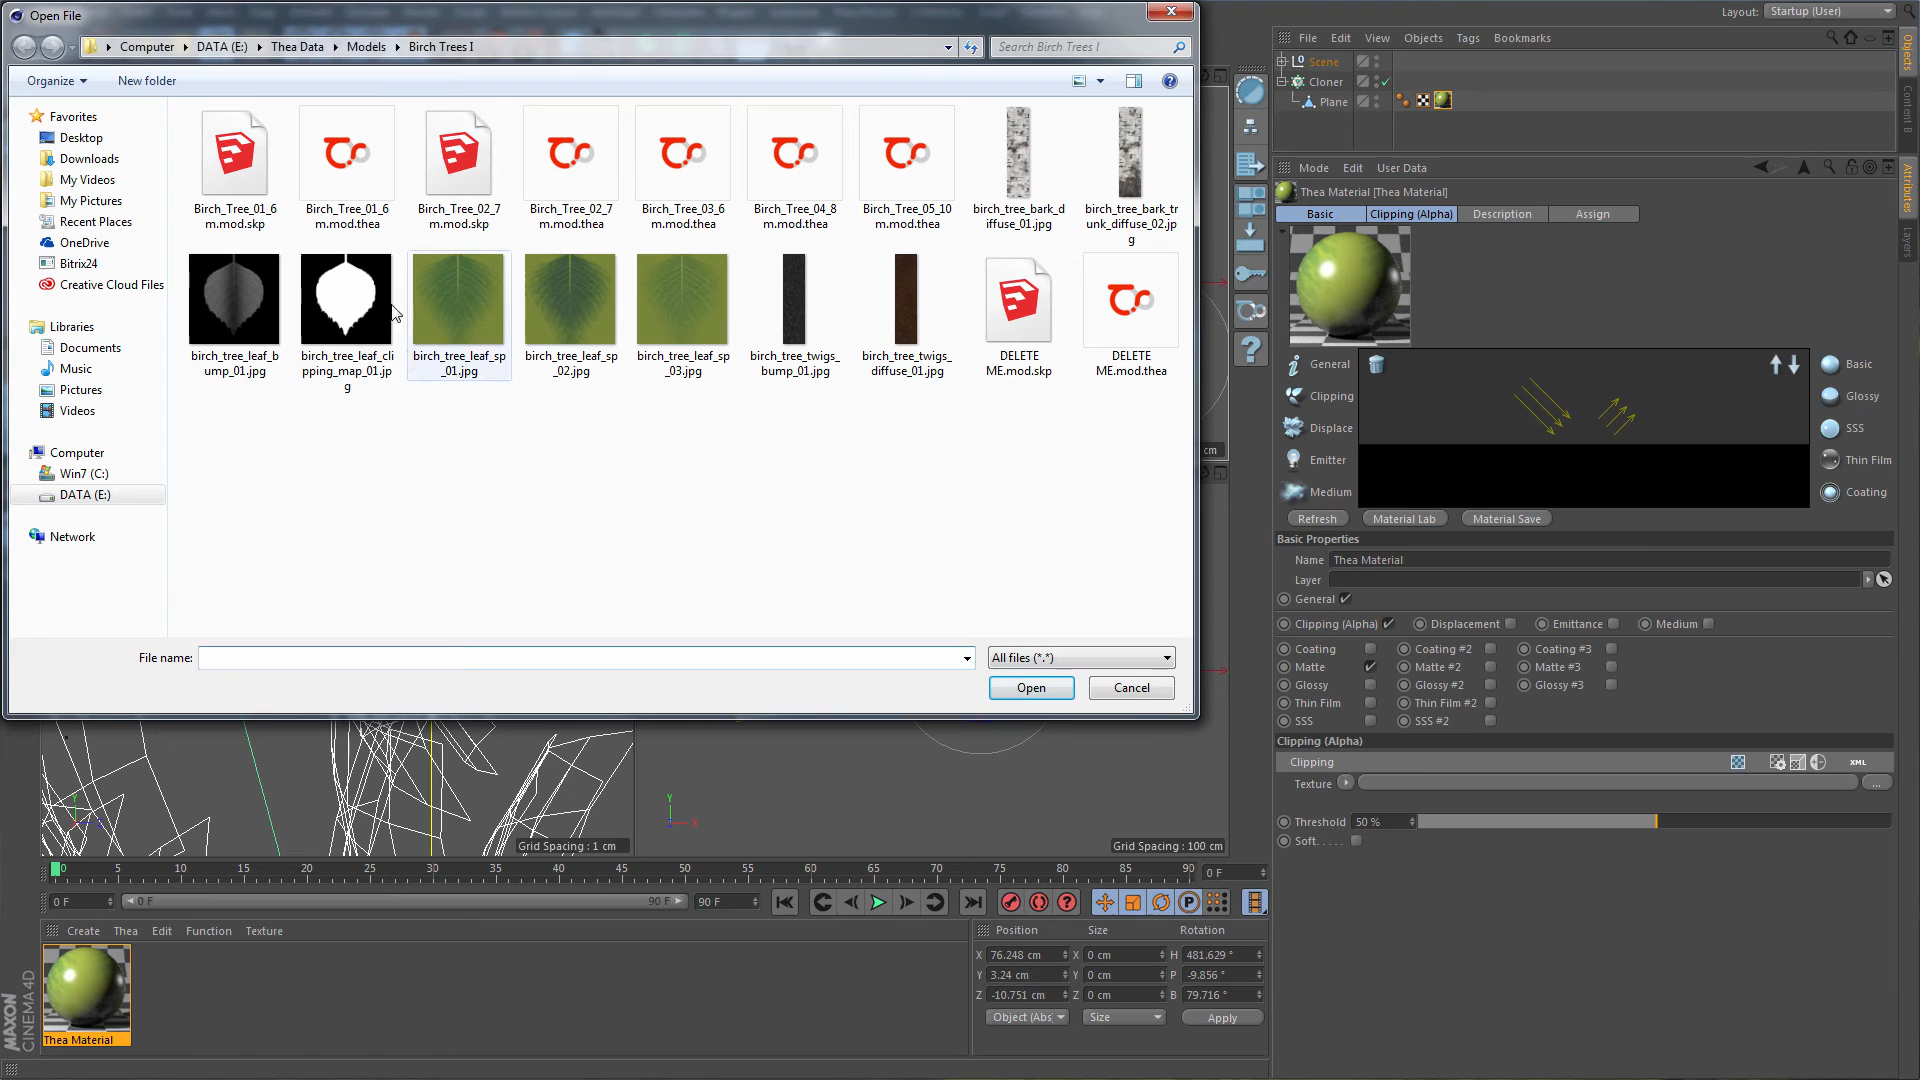 Open File
Layout: Startup (User)
Computer DATA (E:) Thea Data Models Birch Trees I
Search Birch Trees I
File Edit View Objects Tags Bookmarks
Organize New folder
Scene
Cloner
Plane
Objects
Content B
Attributes
Layers
Favorites
Desktop
Downloads
My Videos
My Pictures
Recent Places
OneDrive
Bitrix24
Creative Cloud Files
Libraries
Documents
Music
Pictures
Videos
Computer
Win7 (C:)
DATA (E:)
Network
Birch_Tree_01_6
m.mod.skp
Birch_Tree_01_6
m.mod.thea
Birch_Tree_02_7
m.mod.skp
Birch_Tree_02_7
m.mod.thea
Birch_Tree_03_6
m.mod.thea
Birch_Tree_04_8
m.mod.thea
Birch_Tree_05_10
m.mod.thea
birch_tree_bark_d
iffuse_01.jpg
birch_tree_bark_tr
unk_diffuse_02.jp
g
birch_tree_leaf_b
ump_01.jpg
birch_tree_leaf_cli
pping_map_01.jp
g
birch_tree_leaf_sp
_01.jpg
birch_tree_leaf_sp
_02.jpg
birch_tree_leaf_sp
_03.jpg
birch_tree_twigs_
bump_01.jpg
birch_tree_twigs_
diffuse_01.jpg
DELETE
ME.mod.skp
DELETE
ME.mod.thea
File name:
All files (*.*)
Open Cancel
Mode Edit User Data
Thea Material [Thea Material]
Basic Clipping (Alpha) Description Assign
General
Clipping
Displace
Emitter
Medium
Basic
Glossy
SSS
Thin Film
Coating
Refresh Material Lab Material Save
Basic Properties
Name Thea Material
Layer
General
Clipping (Alpha) Displacement Emittance Medium
Coating Coating #2 Coating #3
Matte Matte #2 Matte #3
Glossy Glossy #2 Glossy #3
Thin Film Thin Film #2
SSS SSS #2
Clipping (Alpha)
Clipping XML
Texture ...
Threshold 50 %
Soft. . . . .
cm
Y
Z
Grid Spacing : 1 cm
Y
Z X
Grid Spacing : 100 cm
0 5 10 15 20 25 30 35 40 45 50 55 60 65 70 75 80 85 90 0 F
0 F 0 F 90 F 90 F
Create Thea Edit Function Texture
Thea Material
MAXON
CINEMA 4D
Position Size Rotation
X 76.248 cm X 0 cm H 481.629 °
Y 3.24 cm Y 0 cm P -9.856 °
Z -10.751 cm Z 0 cm B 79.716 °
Object (Abs Size Apply